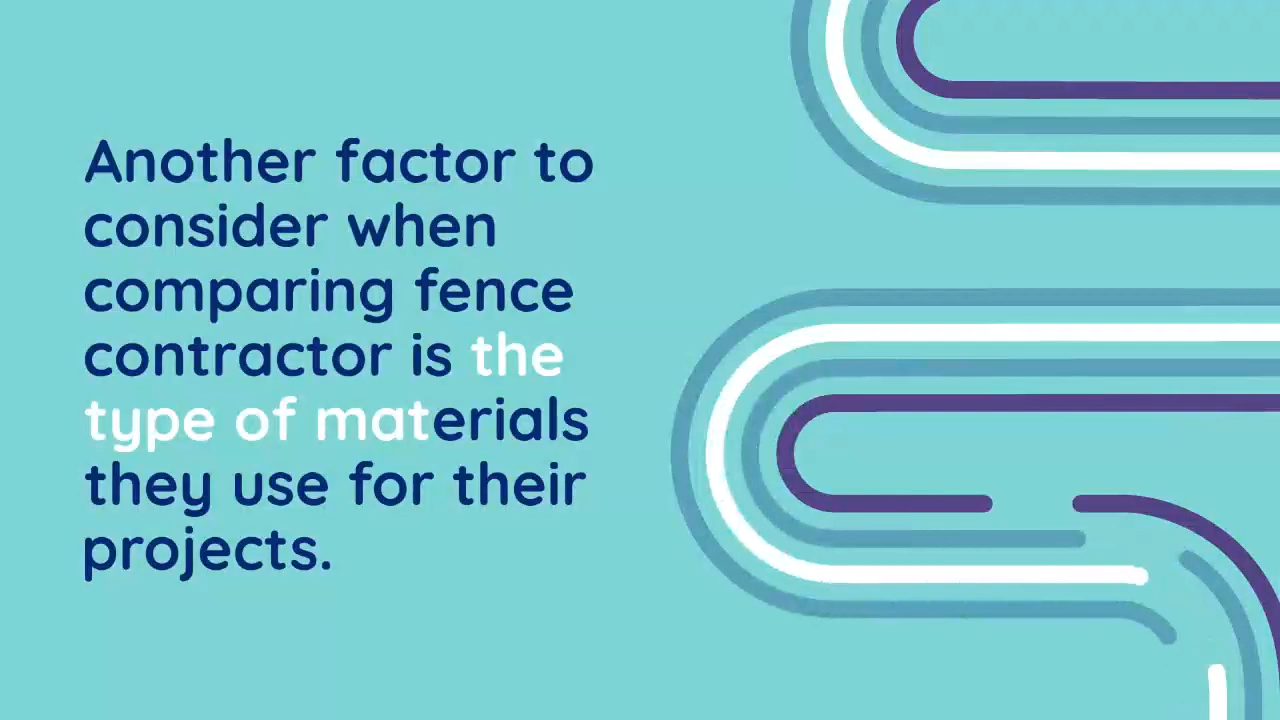 Another factor to
consider when
comparing fence
contractor is the
type of materials
they use for their
projects.